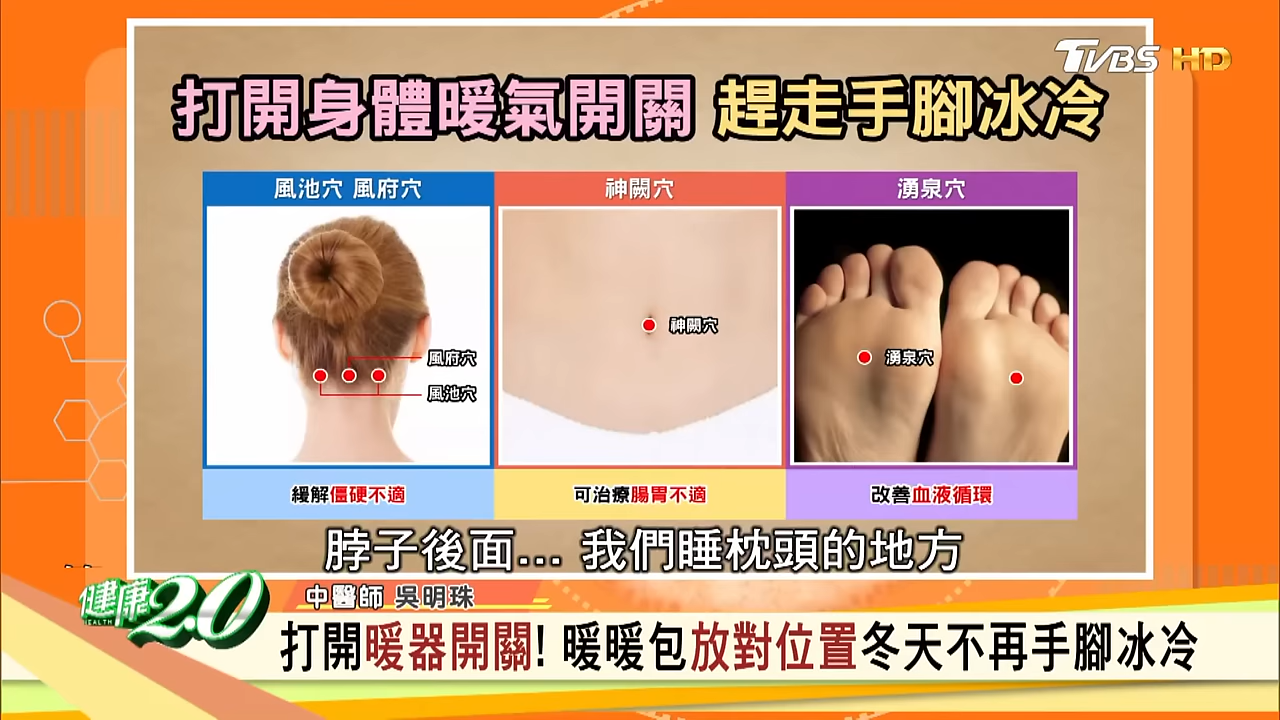 TVBS HD
打開身體暖氣開關 趕走手腳冰冷
風池穴 風府穴
神闕穴
湧泉穴
風府穴
風池穴
神闕穴
湧泉穴
緩解僵硬不適
可治療腸胃不適
改善血液循環
脖子後面... 我們睡枕頭的地方
健康2.0
HEALTH
中醫師 吳明珠
打開暖器開關! 暖暖包放對位置冬天不再手腳冰冷